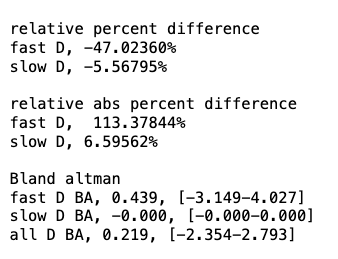 relative percent difference
fast D, -47.02360%
slow D, -5.56795%
relative abs percent difference
fast D,  113.37844%
slow D, 6.59562%
Bland altman
fast D BA, 0.439, [-3.149-4.027]
slow D BA, -0.000, [-0.000-0.000]
all D BA, 0.219, [-2.354-2.793]